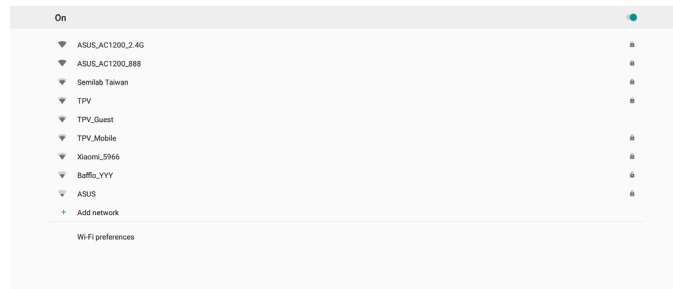 On
ASUS_AC1200_2.4G
ASUS_AC1200_888
Semilab Taiwan
TPV
TPV_Guest
TPV_Mobile
Xiaomi_5966
Bafflo_YYY
ASUS
+ Add network
Wi-Fi preferences